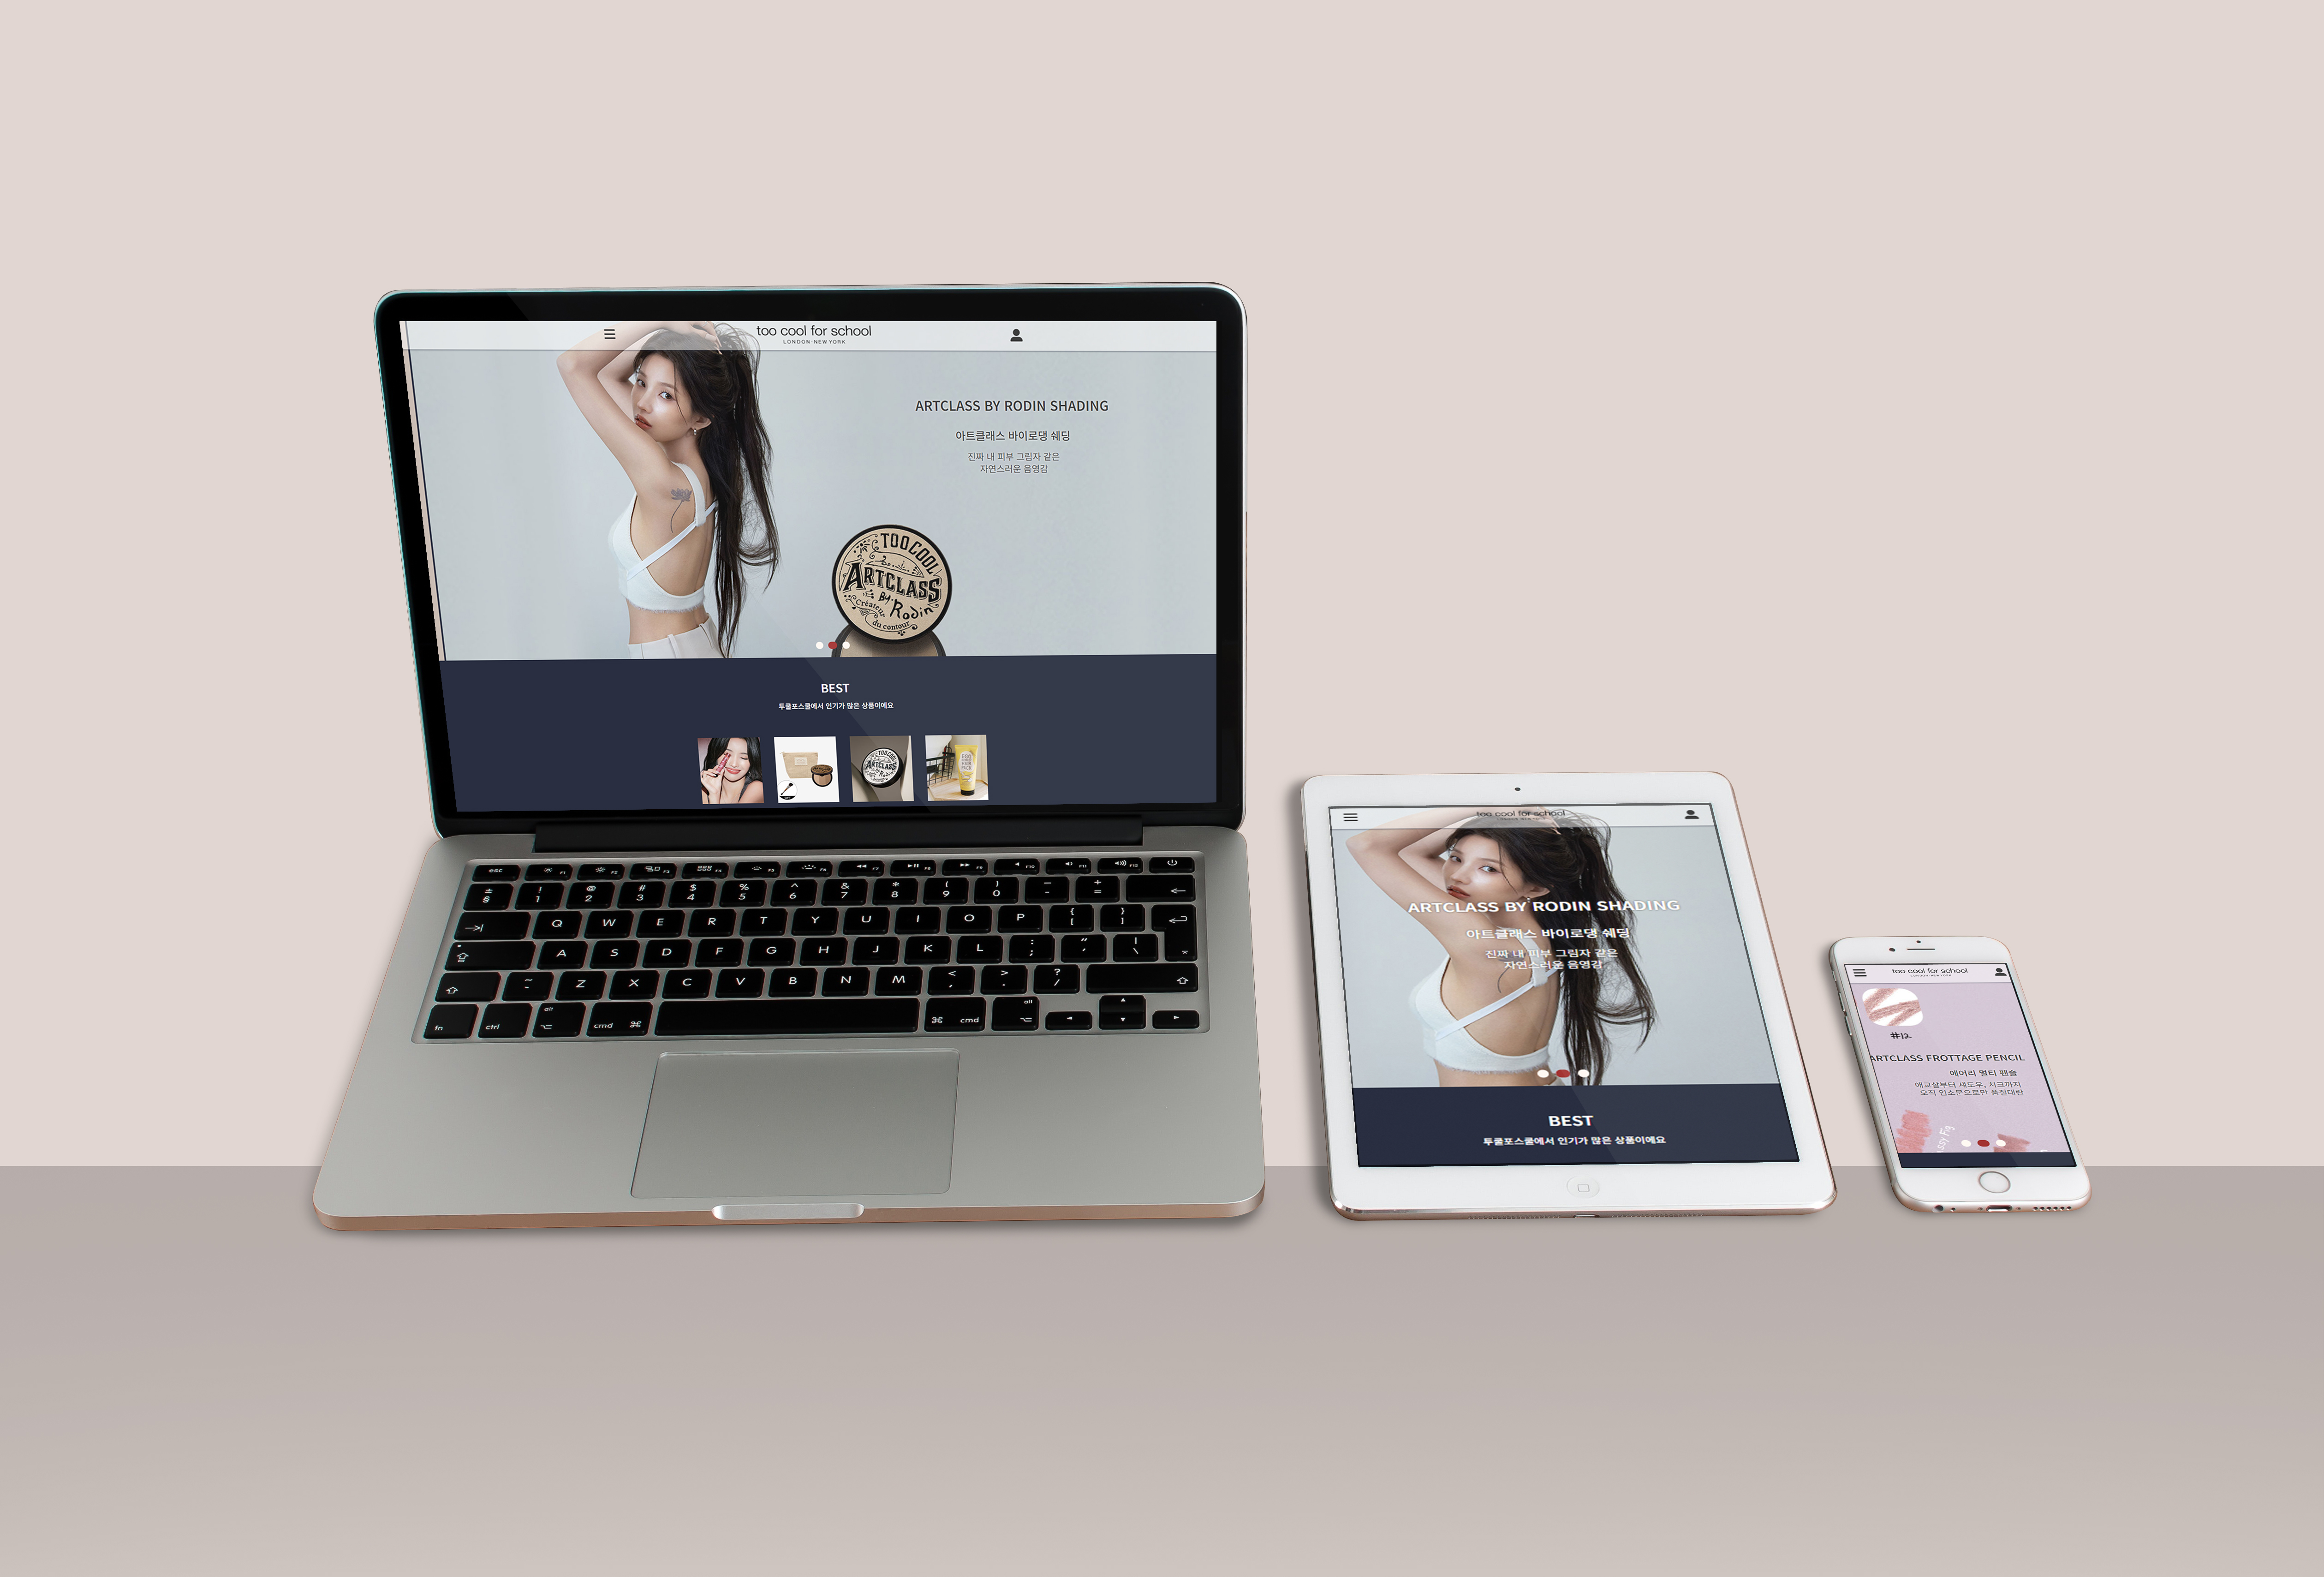 too cool for school
LONDON · NEW YORK
ARTCLASS BY RODIN SHADING
아트클래스 바이로댕 쉐딩
진짜 내 피부 그림자 같은
자연스러운 음영감
TOOCOOL
ARTCLASS
By Rodin
Créateur
du contour
BEST
투쿨포스쿨에서 인기가 많은 상품이에요
TOOCOOL
ARTCLASS
esc F1 F2 F3 F4 F5 F6 F7 F8 F9 F10 F11 F12
± ! @ # $ % ^ & * ( ) − +
§ 1 2 3 4 5 6 7 8 9 0 - =
Q W E R T Y U I O P { }
[ ]
A S D F G H J K L : " |
; ' \
~ Z X C V B N M < > ?
, . /
fn ctrl alt cmd ⌘ ⌘ cmd alt
too cool for school
ARTCLASS BY RODIN SHADING
아트클래스 바이로댕 쉐딩
진짜 내 피부 그림자 같은
자연스러운 음영감
BEST
투쿨포스쿨에서 인기가 많은 상품이에요
too cool for school
LONDON · NEW YORK
#12
ARTCLASS FROTTAGE PENCIL
에어리 멀티 펜슬
애교살부터 섀도우, 치크까지
오직 입소문으로만 품절대란
Fig